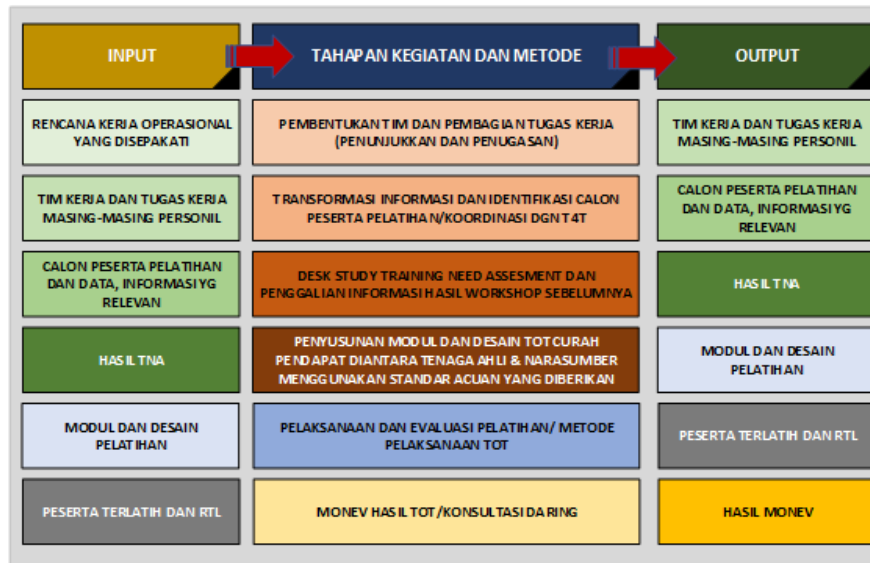 INPUT
TAHAPAN KEGIATAN DAN METODE
OUTPUT
RENCANA KERJA OPERASIONAL
YANG DISEPAKATI
PEMBENTUKAN TIM DAN PEMBAGIAN TUGAS KERJA
(PENUNJUKKAN DAN PENUGASAN)
TIM KERJA DAN TUGAS KERJA
MASING-MASING PERSONIL
TIM KERJA DAN TUGAS KERJA
MASING-MASING PERSONIL
TRANSFORMASI INFORMASI DAN IDENTIFIKASI CALON
PESERTA PELATIHAN/KOORDINASI DGN T4T
CALON PESERTA PELATIHAN
DAN DATA, INFORMASI YG
RELEVAN
CALON PESERTA PELATIHAN
DAN DATA, INFORMASI YG
RELEVAN
DESK STUDY TRAINING NEED ASSESMENT DAN
PENGGALIAN INFORMASI HASIL WORKSHOP SEBELUMNYA
HASIL TNA
HASIL TNA
PENYUSUNAN MODUL DAN DESAIN TOT CURAH
PENDAPAT DIANTARA TENAGA AHLI & NARASUMBER
MENGGUNAKAN STANDAR ACUAN YANG DIBERIKAN
MODUL DAN DESAIN
PELATIHAN
MODUL DAN DESAIN
PELATIHAN
PELAKSANAAN DAN EVALUASI PELATIHAN/ METODE
PELAKSANAAN TOT
PESERTA TERLATIH DAN RTL
PESERTA TERLATIH DAN RTL
MONEV HASIL TOT/KONSULTASI DARING
HASIL MONEV